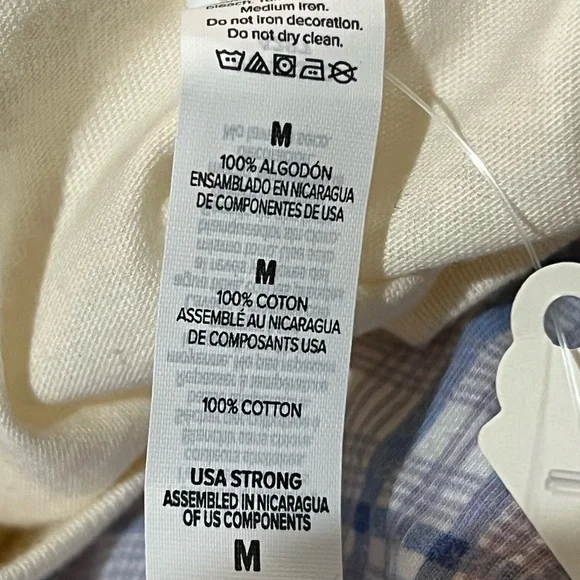 Medium Iron.
Do not iron decoration.
Do not dry clean.
M
100% ALGODÓN
ENSAMBLADO EN NICARAGUA
DE COMPONENTES DE USA
M
100% COTON
ASSEMBLÉ AU NICARAGUA
DE COMPOSANTS USA
100% COTTON
USA STRONG
ASSEMBLED IN NICARAGUA
OF US COMPONENTS
M